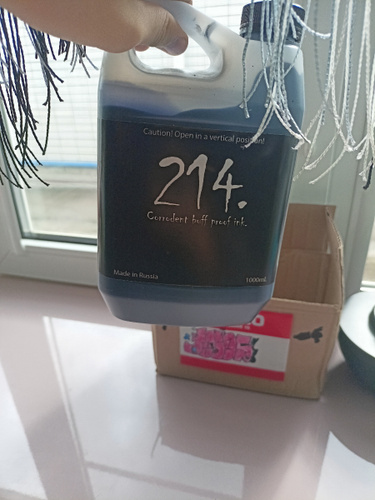 Caution! Open in a vertical position!
214.
Corrodent buff proof ink.
Made in Russia
1000ml